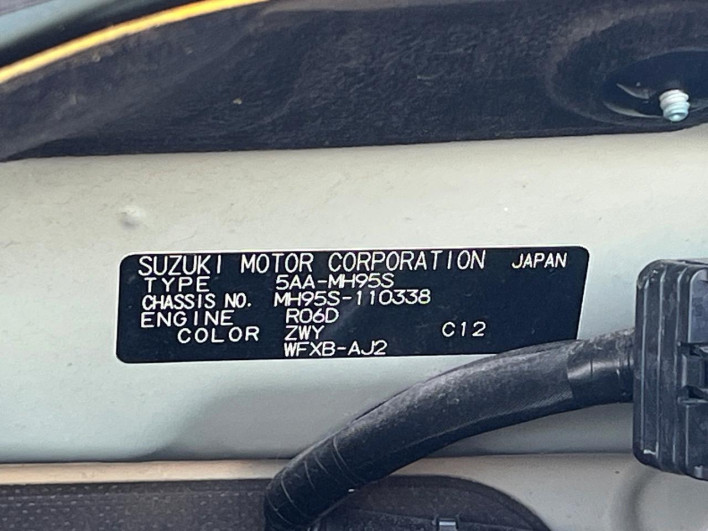 SUZUKI MOTOR CORPORATION JAPAN
TYPE 5AA-MH95S
CHASSIS NO. MH95S-110338
ENGINE R06D
COLOR ZWY C12
WFXB-AJ2